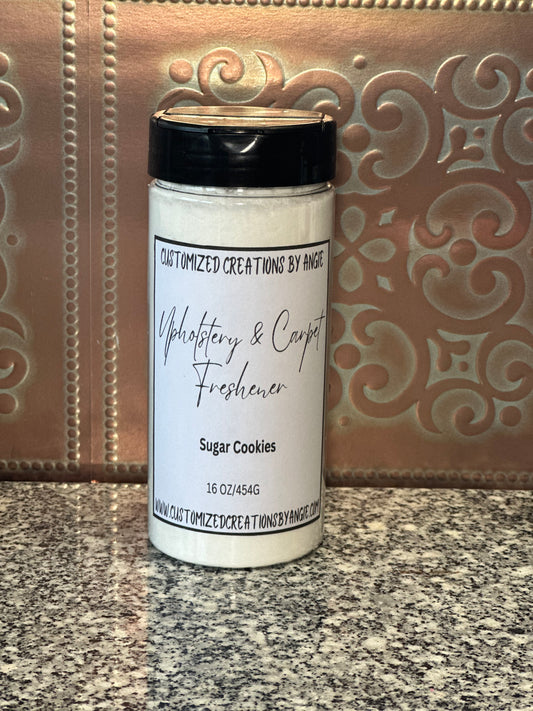 CUSTOMIZED CREATIONS BY ANGIE
Upholstery & Carpet
Freshener
Sugar Cookies
16 OZ/454G
WWW.CUSTOMIZEDCREATIONSBYANGIE.COM